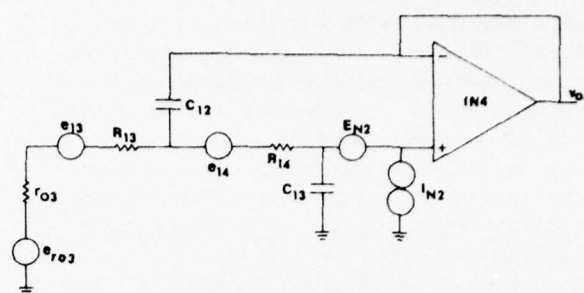 −
C12
IN4
vo
e13
R13
EN2
+
e14
R14
C13
IN2
ro3
ero3